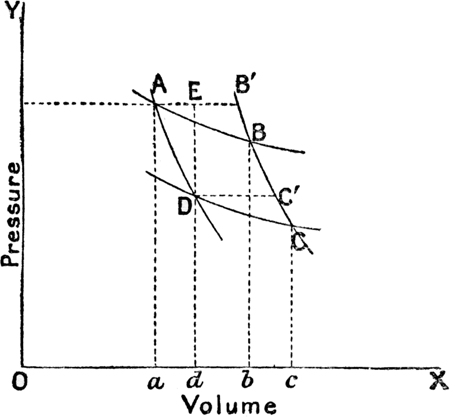 Y
A E B′
B
D C′
C
Pressure
O a d b c X
Volume